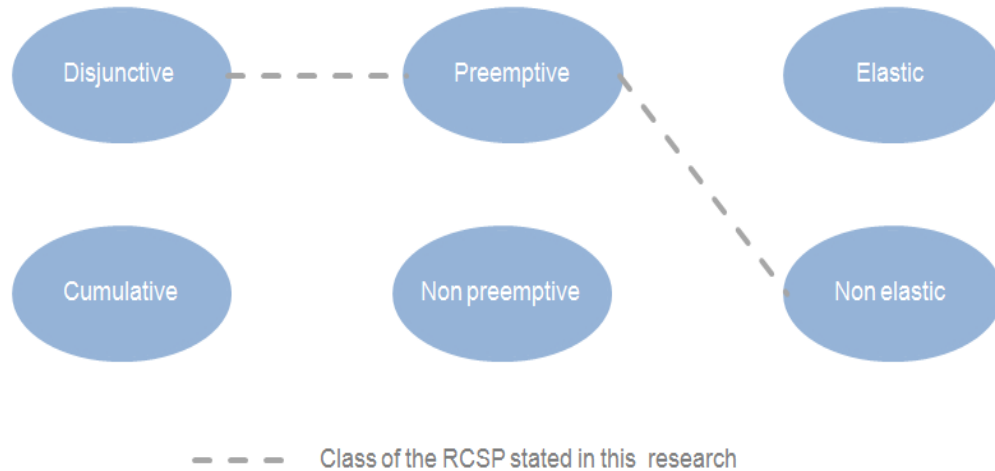 Disjunctive
Preemptive
Elastic
Cumulative
Non preemptive
Non elastic
Class of the RCSP stated in this research